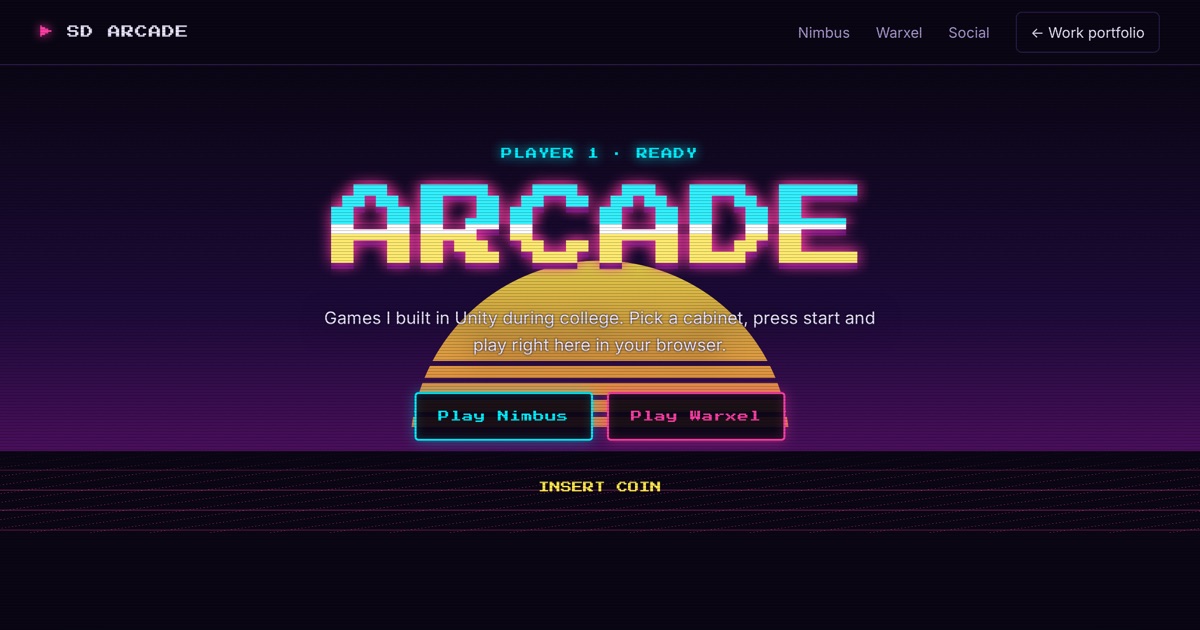 SD ARCADE
Nimbus
Warxel
Social
← Work portfolio
PLAYER 1 · READY
ARCADE
Games I built in Unity during college. Pick a cabinet, press start and
play right here in your browser.
Play Nimbus
Play Warxel
INSERT COIN